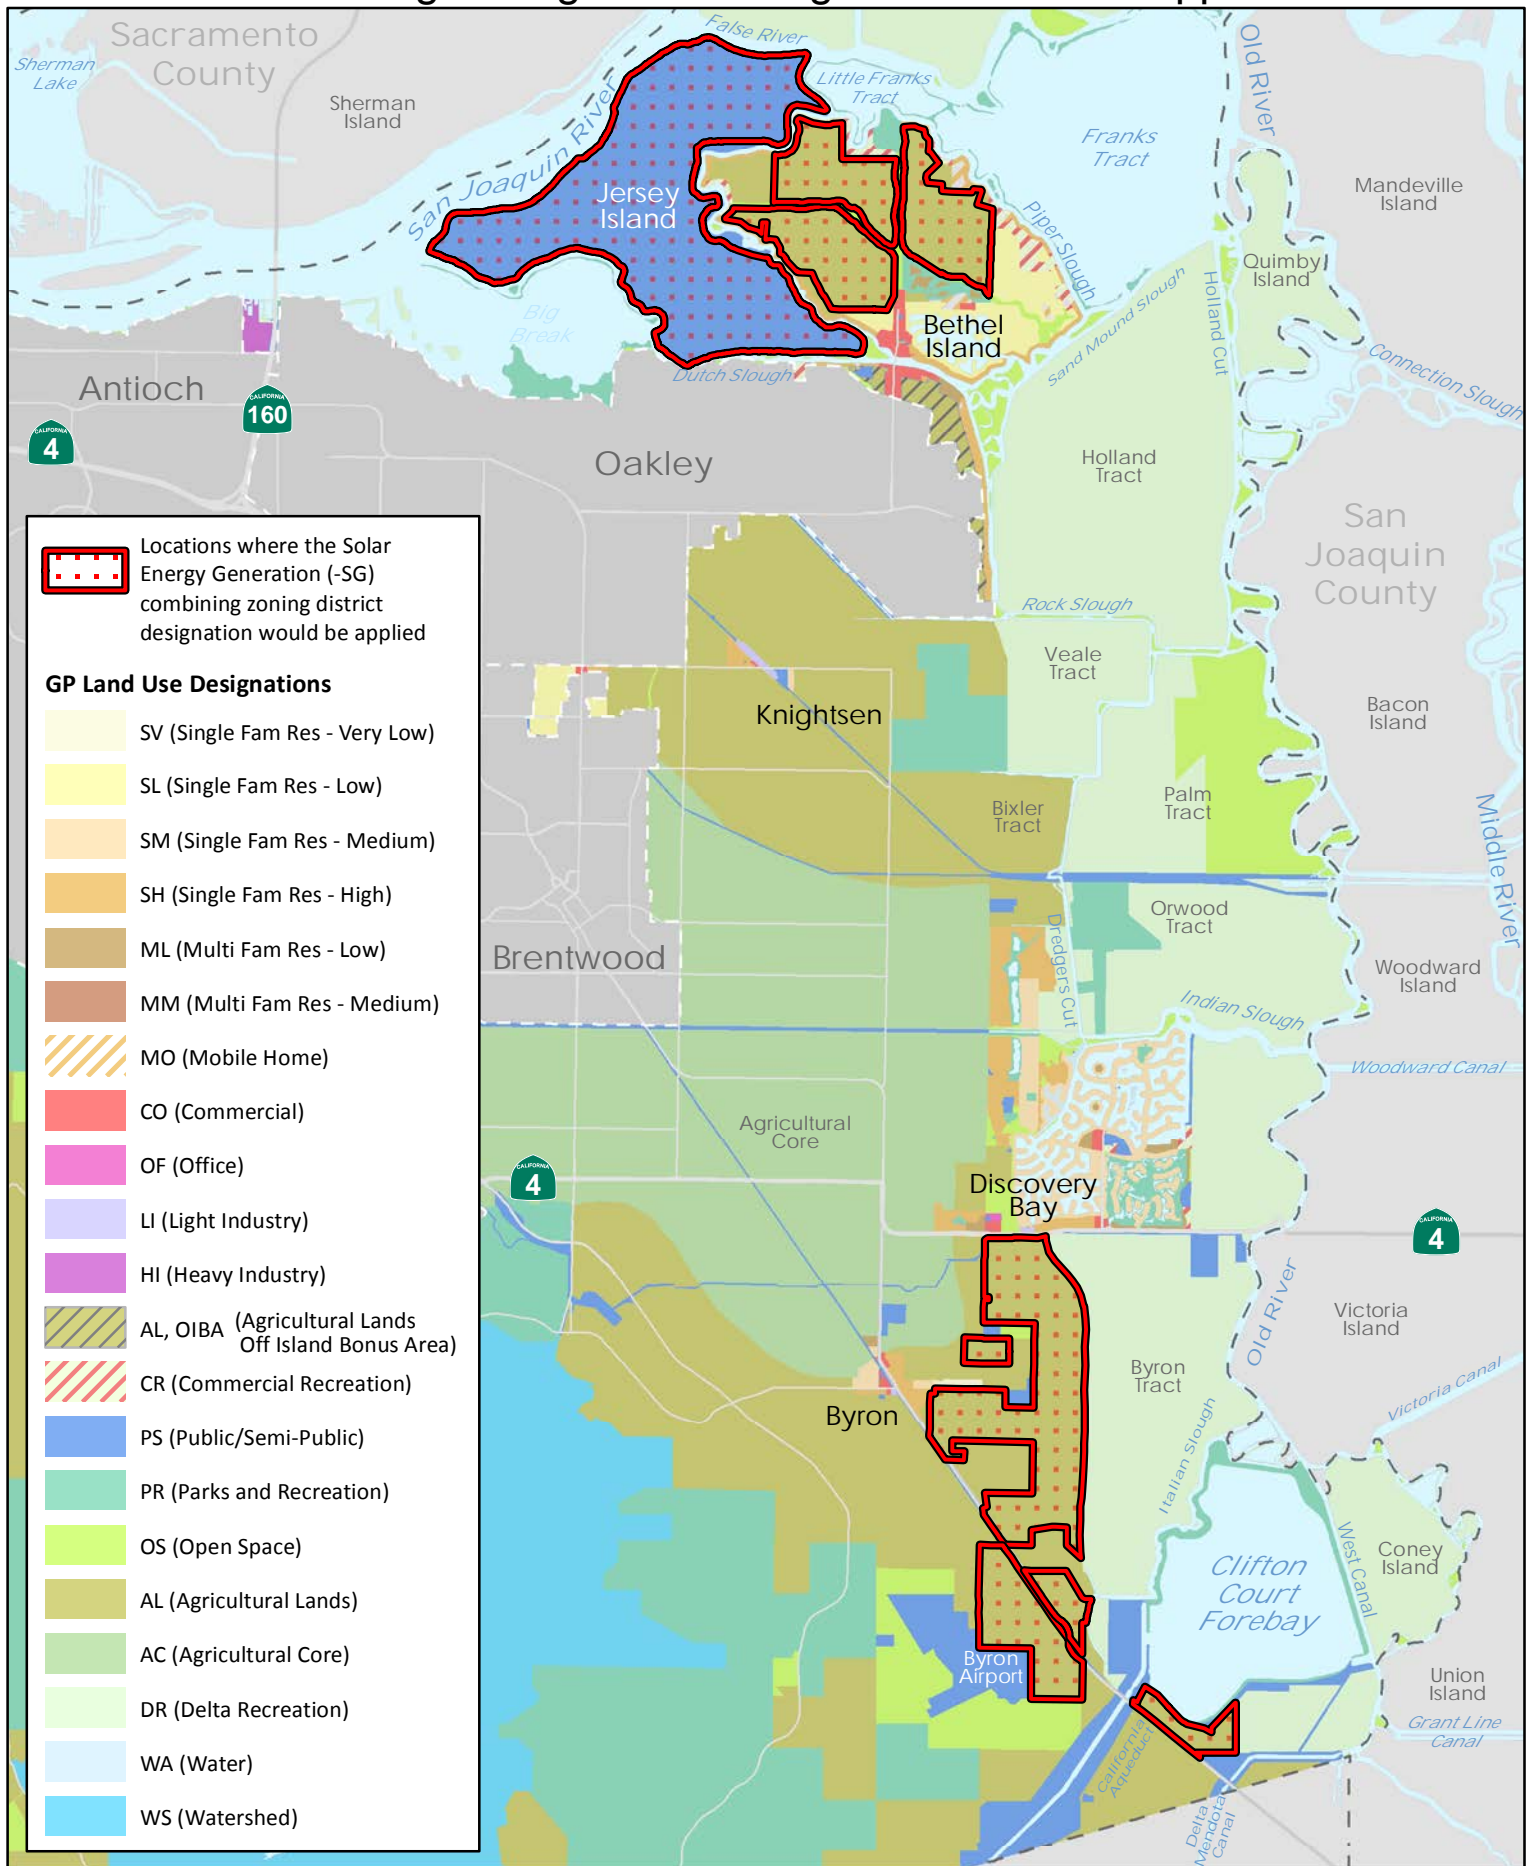 Sacramento
County
Sherman
Lake
Sherman
Island
False River
Little Franks
Tract
Old River
Franks
Tract
San Joaquin River
Jersey
Island
Mandeville
Island
Piper Slough
Quimby
Island
Holland Cut
Big
Break
Bethel
Island
Sand Mound Slough
Connection Slough
Dutch Slough
Antioch
CALIFORNIA
160
CALIFORNIA
4
Oakley
Holland
Tract
San
Joaquin
County
Rock Slough
Veale
Tract
Bacon
Island
Knightsen
Bixler
Tract
Palm
Tract
Middle River
Orwood
Tract
Dredgers Cut
Brentwood
Woodward
Island
Indian Slough
Woodward Canal
Agricultural
Core
CALIFORNIA
4
Discovery
Bay
CALIFORNIA
4
Old River
Victoria
Island
Byron
Tract
Victoria Canal
Byron
Italian Slough
West Canal
Coney
Island
Clifton
Court
Forebay
Byron
Airport
Union
Island
Grant Line
Canal
California
Aqueduct
Delta
Mendota
Canal
Locations where the Solar
Energy Generation (-SG)
combining zoning district
designation would be applied
GP Land Use Designations
SV (Single Fam Res - Very Low)
SL (Single Fam Res - Low)
SM (Single Fam Res - Medium)
SH (Single Fam Res - High)
ML (Multi Fam Res - Low)
MM (Multi Fam Res - Medium)
MO (Mobile Home)
CO (Commercial)
OF (Office)
LI (Light Industry)
HI (Heavy Industry)
AL, OIBA (Agricultural Lands
Off Island Bonus Area)
CR (Commercial Recreation)
PS (Public/Semi-Public)
PR (Parks and Recreation)
OS (Open Space)
AL (Agricultural Lands)
AC (Agricultural Core)
DR (Delta Recreation)
WA (Water)
WS (Watershed)